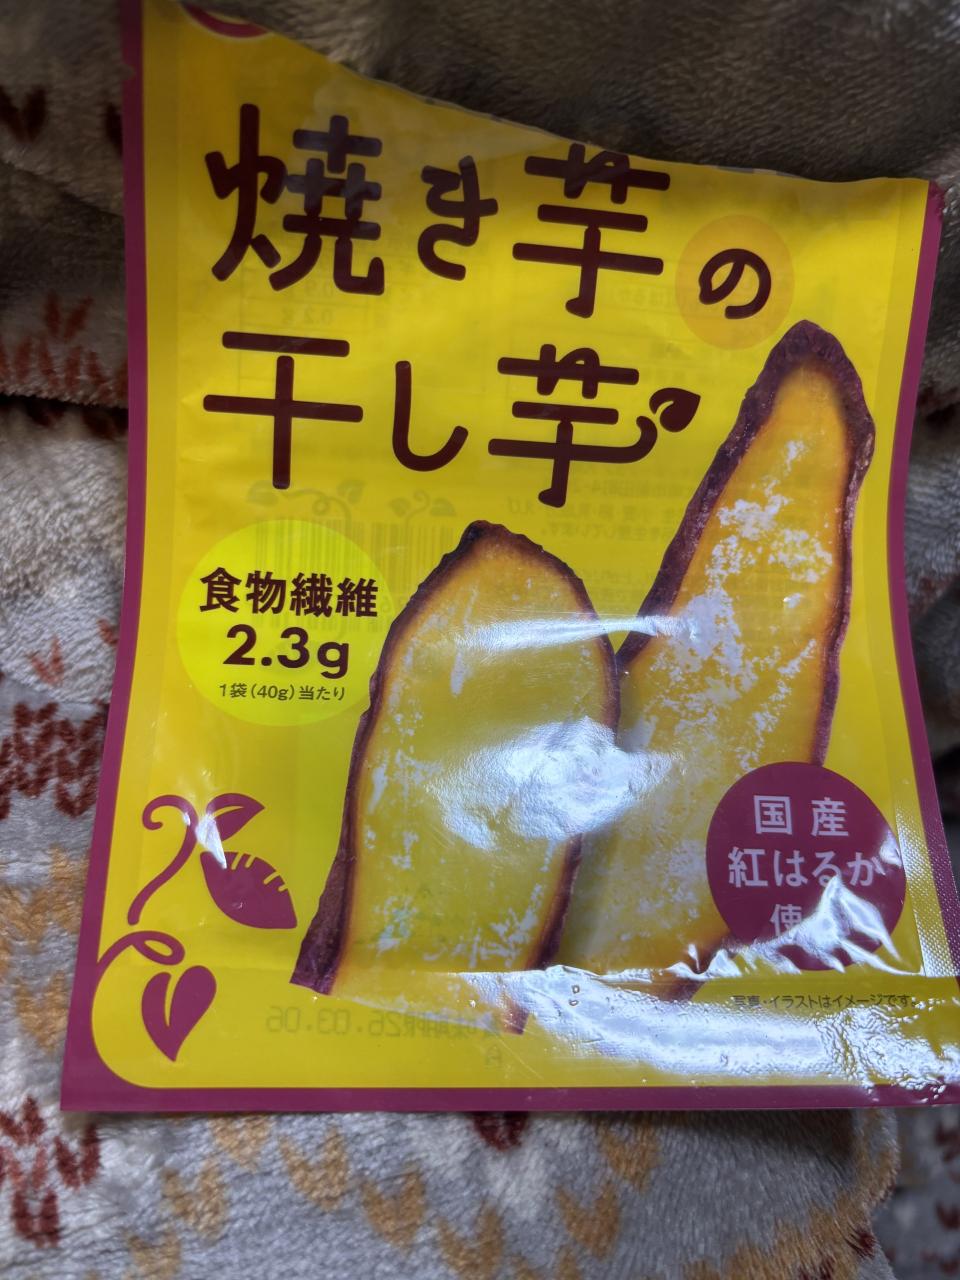 焼き芋の
干し芋
食物繊維
2.3g
1袋(40g)当たり
国産
紅はるか
使
写真・イラストはイメージです。